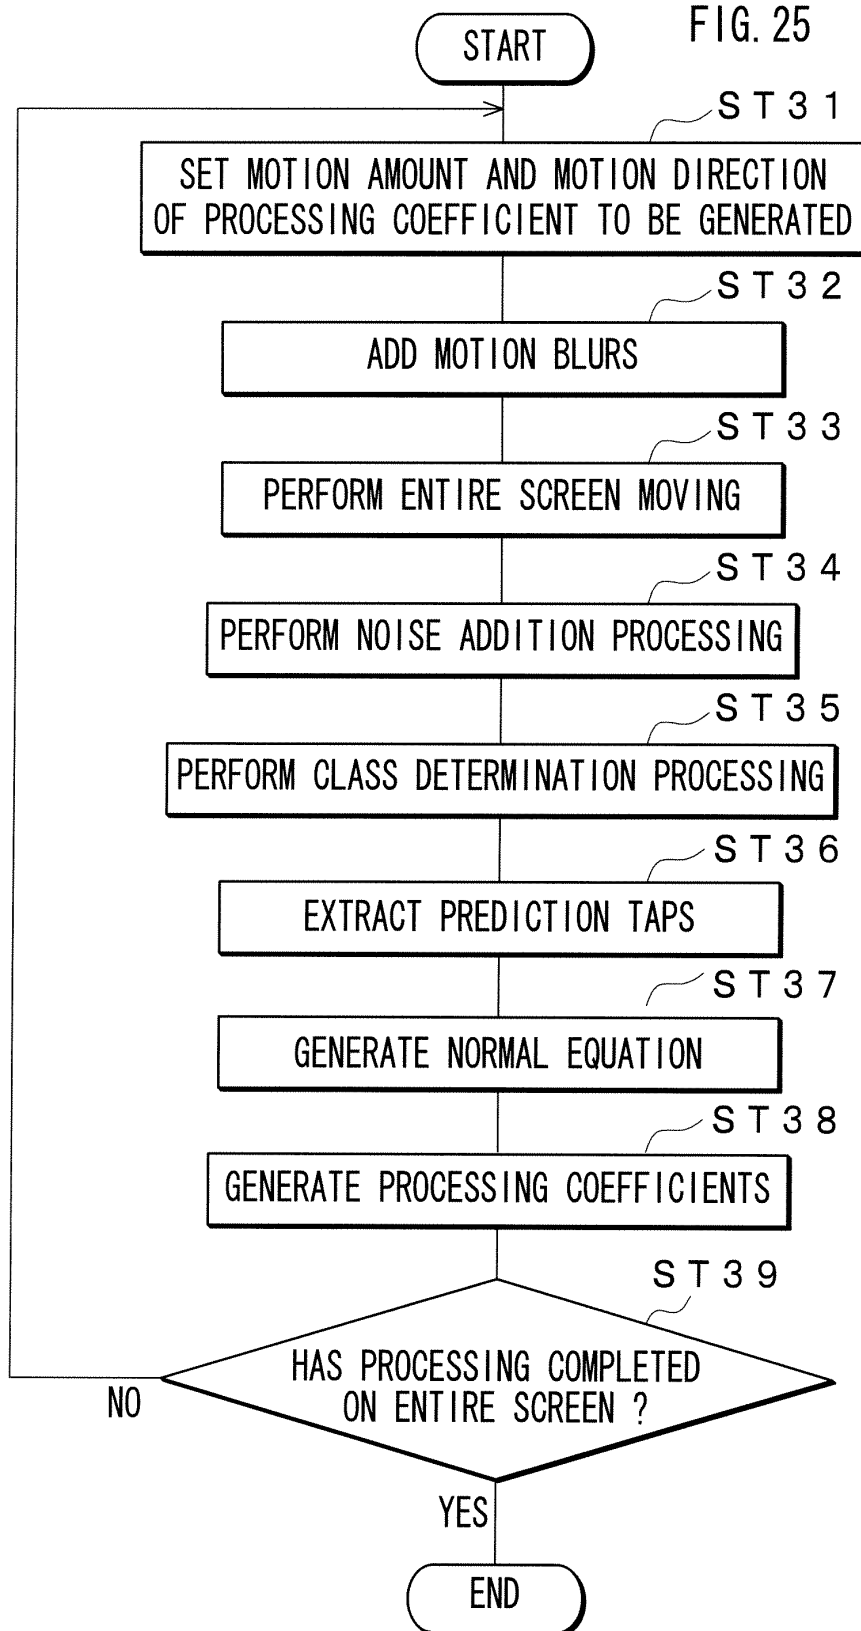 FIG. 25
START
ST31
SET MOTION AMOUNT AND MOTION DIRECTION
OF PROCESSING COEFFICIENT TO BE GENERATED
ST32
ADD MOTION BLURS
ST33
PERFORM ENTIRE SCREEN MOVING
ST34
PERFORM NOISE ADDITION PROCESSING
ST35
PERFORM CLASS DETERMINATION PROCESSING
ST36
EXTRACT PREDICTION TAPS
ST37
GENERATE NORMAL EQUATION
ST38
GENERATE PROCESSING COEFFICIENTS
ST39
HAS PROCESSING COMPLETED
ON ENTIRE SCREEN ?
NO
YES
END